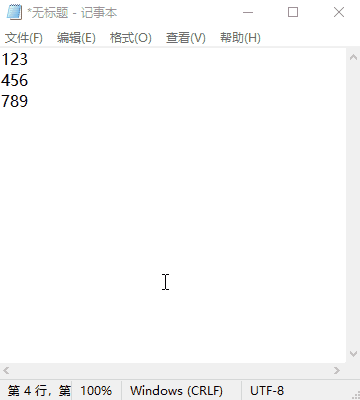 *无标题 - 记事本
文件(F) 编辑(E) 格式(O) 查看(V) 帮助(H)
123
456
789
第 4 行，第 100% Windows (CRLF) UTF-8